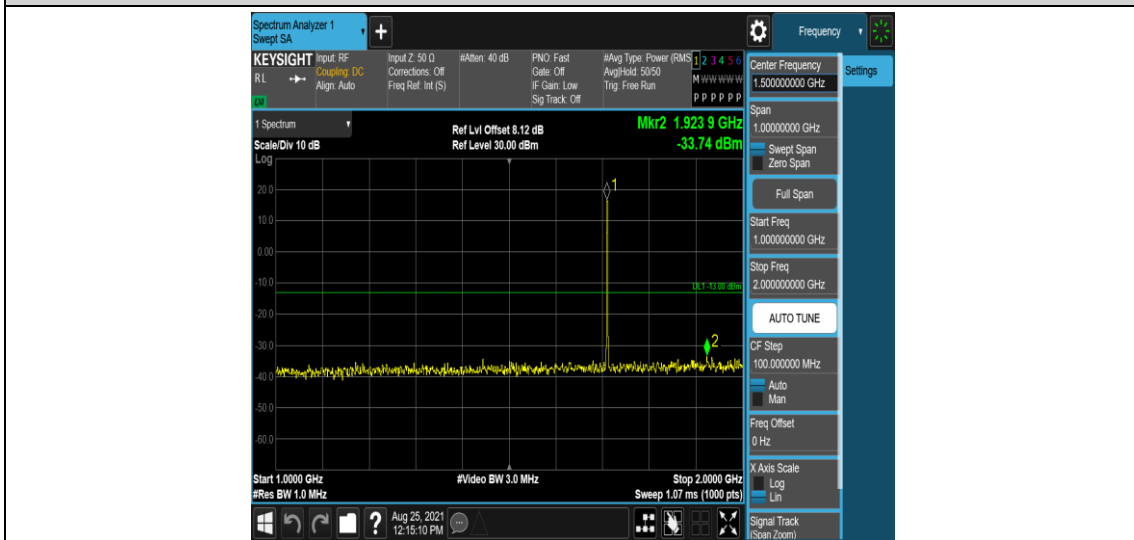 Spectrum Analyzer 1
Swept SA
+
Frequency
KEYSIGHT
RL
LXI
Input: RF
Coupling: DC
Align: Auto
Input Z: 50 Ω
Corrections: Off
Freq Ref: Int (S)
#Atten: 40 dB
PNO: Fast
Gate: Off
IF Gain: Low
Sig Track: Off
#Avg Type: Power (RMS
Avg|Hold: 50/50
Trig: Free Run
1 2 3 4 5 6
M W W W W W
P P P P P P
1 Spectrum
Scale/Div 10 dB
Log
Ref Lvl Offset 8.12 dB
Ref Level 30.00 dBm
Mkr2 1.923 9 GHz
-33.74 dBm
1
20.0
10.0
0.00
-10.0
DL1 -13.00 dBm
-20.0
-30.0
2
-40.0
-50.0
-60.0
Start 1.0000 GHz
#Res BW 1.0 MHz
#Video BW 3.0 MHz
Stop 2.0000 GHz
Sweep 1.07 ms (1000 pts)
?
Aug 25, 2021
12:15:10 PM
Center Frequency
1.500000000 GHz
Settings
Span
1.00000000 GHz
Swept Span
Zero Span
Full Span
Start Freq
1.000000000 GHz
Stop Freq
2.000000000 GHz
AUTO TUNE
CF Step
100.000000 MHz
Auto
Man
Freq Offset
0 Hz
X Axis Scale
Log
Lin
Signal Track
(Span Zoom)